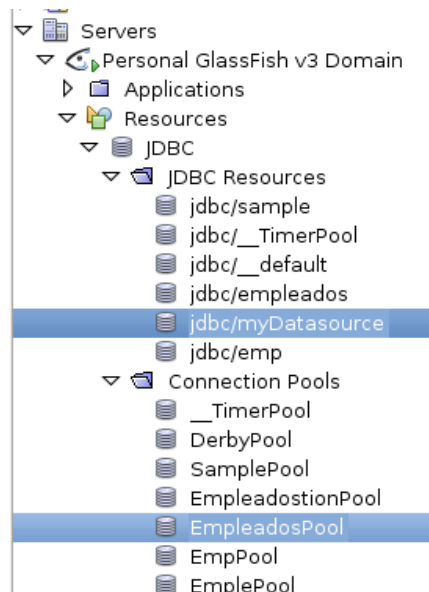 Servers
Personal GlassFish v3 Domain
Applications
Resources
JDBC
JDBC Resources
jdbc/sample
jdbc/__TimerPool
jdbc/__default
jdbc/empleados
jdbc/myDatasource
jdbc/emp
Connection Pools
__TimerPool
DerbyPool
SamplePool
EmpleadostionPool
EmpleadosPool
EmpPool
EmplePool